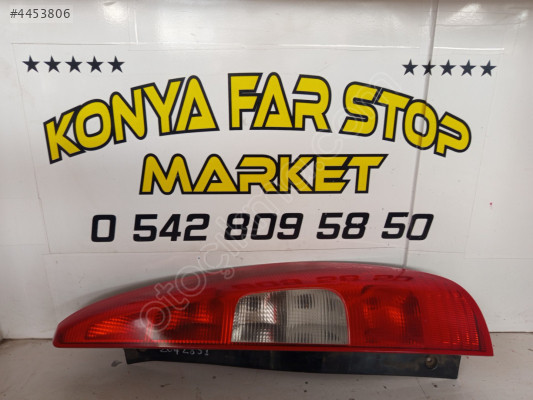 #4453806
KONYA FAR STOP
MARKET
0 542 809 58 50